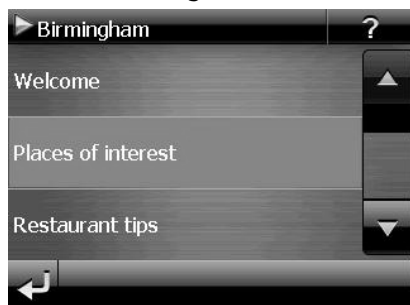 Birmingham
?
Welcome
Places of interest
Restaurant tips